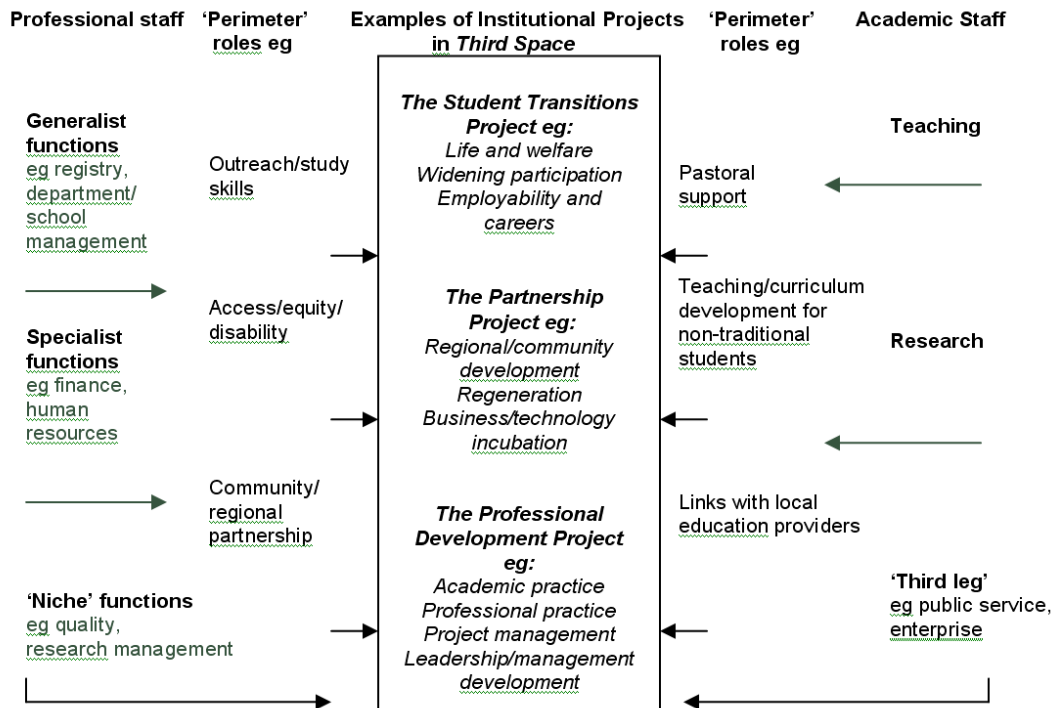 Professional staff
‘Perimeter’
roles eg
Examples of Institutional Projects
in Third Space
‘Perimeter’
roles eg
Academic Staff
Generalist
functions
eg registry,
department/
school
management
Specialist
functions
eg finance,
human
resources
‘Niche’ functions
eg quality,
research management
Outreach/study
skills
Access/equity/
disability
Community/
regional
partnership
The Student Transitions
Project eg:
Life and welfare
Widening participation
Employability and
careers
The Partnership
Project eg:
Regional/community
development
Regeneration
Business/technology
incubation
The Professional
Development Project
eg:
Academic practice
Professional practice
Project management
Leadership/management
development
Pastoral
support
Teaching/curriculum
development for
non-traditional
students
Links with local
education providers
Teaching
Research
‘Third leg’
eg public service,
enterprise